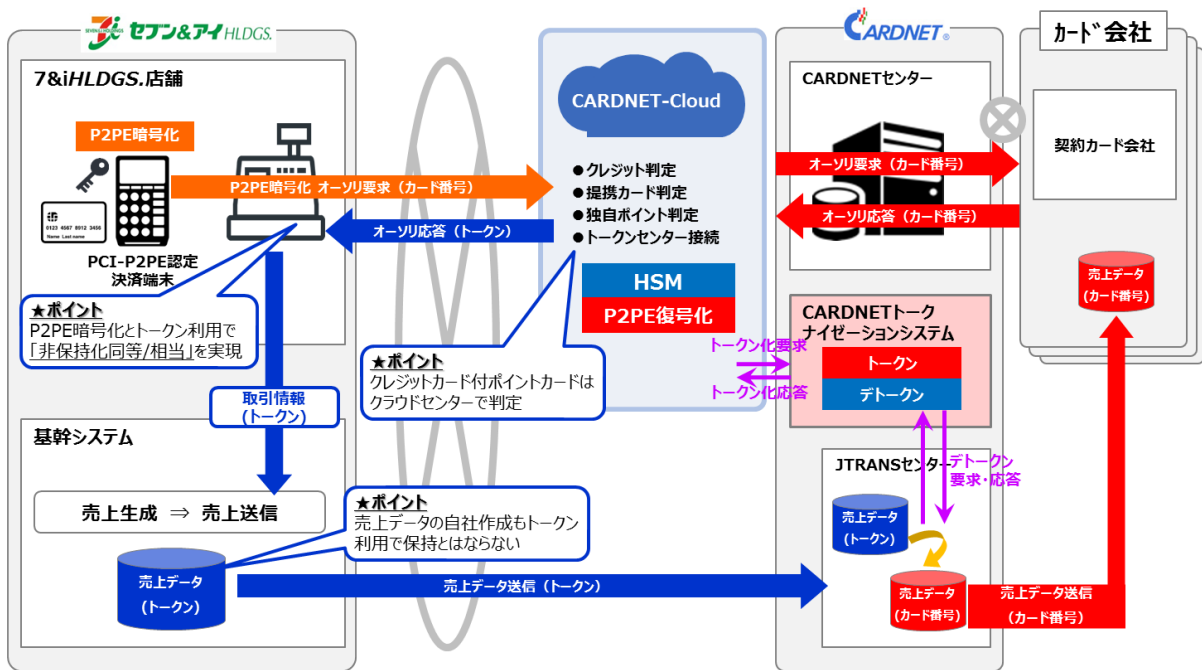 SEVEN&i HOLDINGS
セブン&アイHLDGS.
CARDNET®
カード会社
7&iHLDGS.店舗
P2PE暗号化
0123 4567 8912 3456
Name Last name
PCI-P2PE認定
決済端末
P2PE暗号化 オーソリ要求（カード番号）
オーソリ応答（トークン）
★ポイント
P2PE暗号化とトークン利用で
「非保持化同等/相当」を実現
取引情報
(トークン)
基幹システム
売上生成 ⇒ 売上送信
売上データ
(トークン)
★ポイント
売上データの自社作成もトークン
利用で保持とはならない
売上データ送信（トークン）
CARDNET-Cloud
●クレジット判定
●提携カード判定
●独自ポイント判定
●トークンセンター接続
HSM
P2PE復号化
★ポイント
クレジットカード付ポイントカードは
クラウドセンターで判定
トークン化要求
トークン化応答
CARDNETセンター
オーソリ要求（カード番号）
オーソリ応答（カード番号）
CARDNETトーク
ナイゼーションシステム
トークン
デトークン
デトークン
要求・応答
JTRANSセンター
売上データ
(トークン)
売上データ
(カード番号)
売上データ送信
（カード番号）
契約カード会社
売上データ
(カード番号)